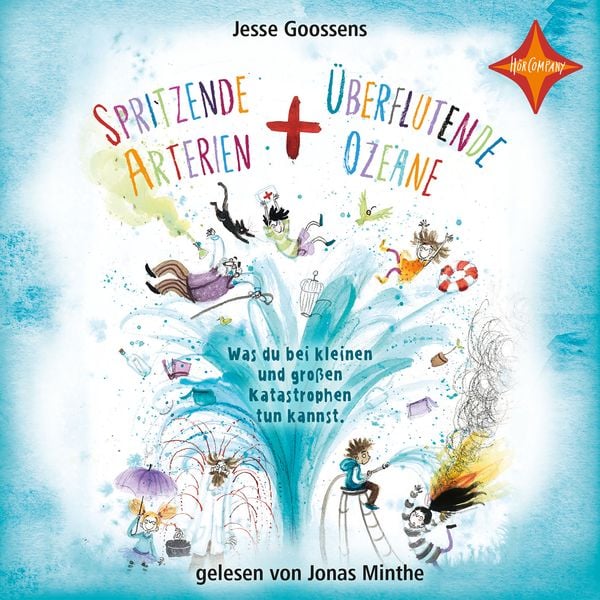 Jesse Goossens
HÖRCOMPANY
SPRITZENDE
ARTERIEN
+
ÜBERFLUTENDE
OZEANE
Was du bei kleinen
und großen
Katastrophen
tun kannst.
gelesen von Jonas Minthe